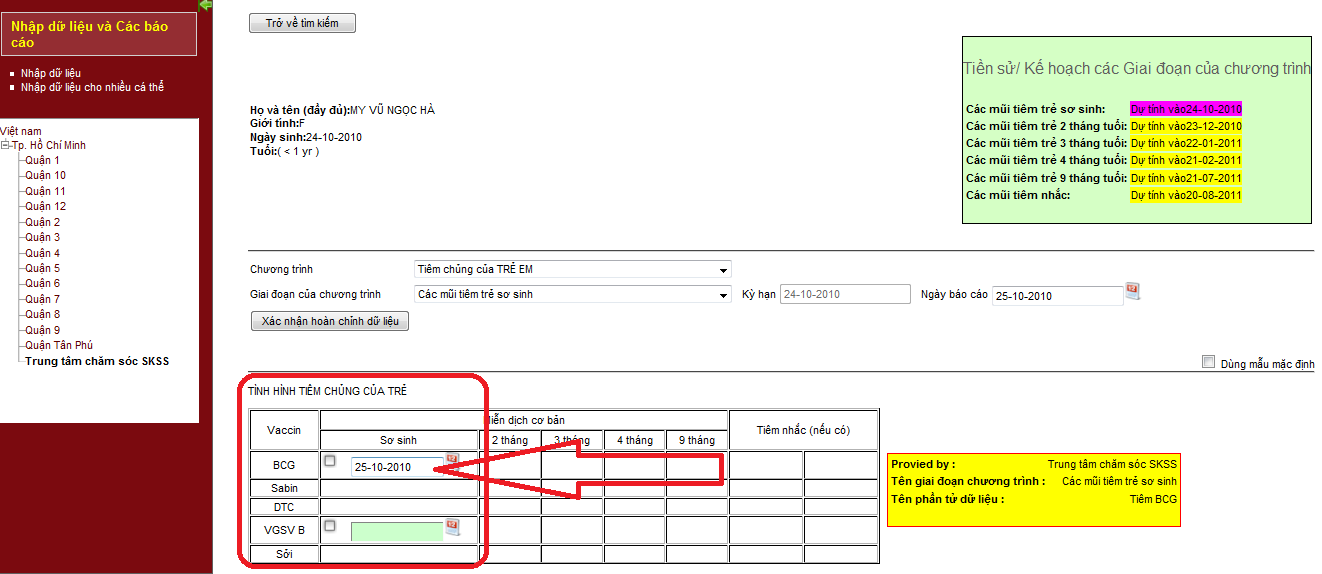 Nhập dữ liệu và Các báo
cáo
Nhập dữ liệu
Nhập dữ liệu cho nhiều cá thể
Việt nam
Tp. Hồ Chí Minh
Quận 1
Quận 10
Quận 11
Quận 12
Quận 2
Quận 3
Quận 4
Quận 5
Quận 6
Quận 7
Quận 8
Quận 9
Quận Tân Phú
Trung tâm chăm sóc SKSS
Trở về tìm kiếm
Họ và tên (đầy đủ):MY VŨ NGỌC HÀ
Giới tính:F
Ngày sinh:24-10-2010
Tuổi:( < 1 yr )
Tiền sử/ Kế hoạch các Giai đoạn của chương trình
Các mũi tiêm trẻ sơ sinh: Dự tính vào24-10-2010
Các mũi tiêm trẻ 2 tháng tuổi: Dự tính vào23-12-2010
Các mũi tiêm trẻ 3 tháng tuổi: Dự tính vào22-01-2011
Các mũi tiêm trẻ 4 tháng tuổi: Dự tính vào21-02-2011
Các mũi tiêm trẻ 9 tháng tuổi: Dự tính vào21-07-2011
Các mũi tiêm nhắc: Dự tính vào20-08-2011
Chương trình Tiêm chủng của TRẺ EM
Giai đoạn của chương trình Các mũi tiêm trẻ sơ sinh Kỳ hạn 24-10-2010 Ngày báo cáo 25-10-2010
Xác nhận hoàn chỉnh dữ liệu
Dùng mẫu mặc định
TÌNH HÌNH TIÊM CHỦNG CỦA TRẺ
Vaccin Miễn dịch cơ bản Tiêm nhắc (nếu có)
Sơ sinh 2 tháng 3 tháng 4 tháng 9 tháng
BCG 25-10-2010
Sabin
DTC
VGSV B
Sởi
Provied by : Trung tâm chăm sóc SKSS
Tên giai đoạn chương trình : Các mũi tiêm trẻ sơ sinh
Tên phần tử dữ liệu : Tiêm BCG